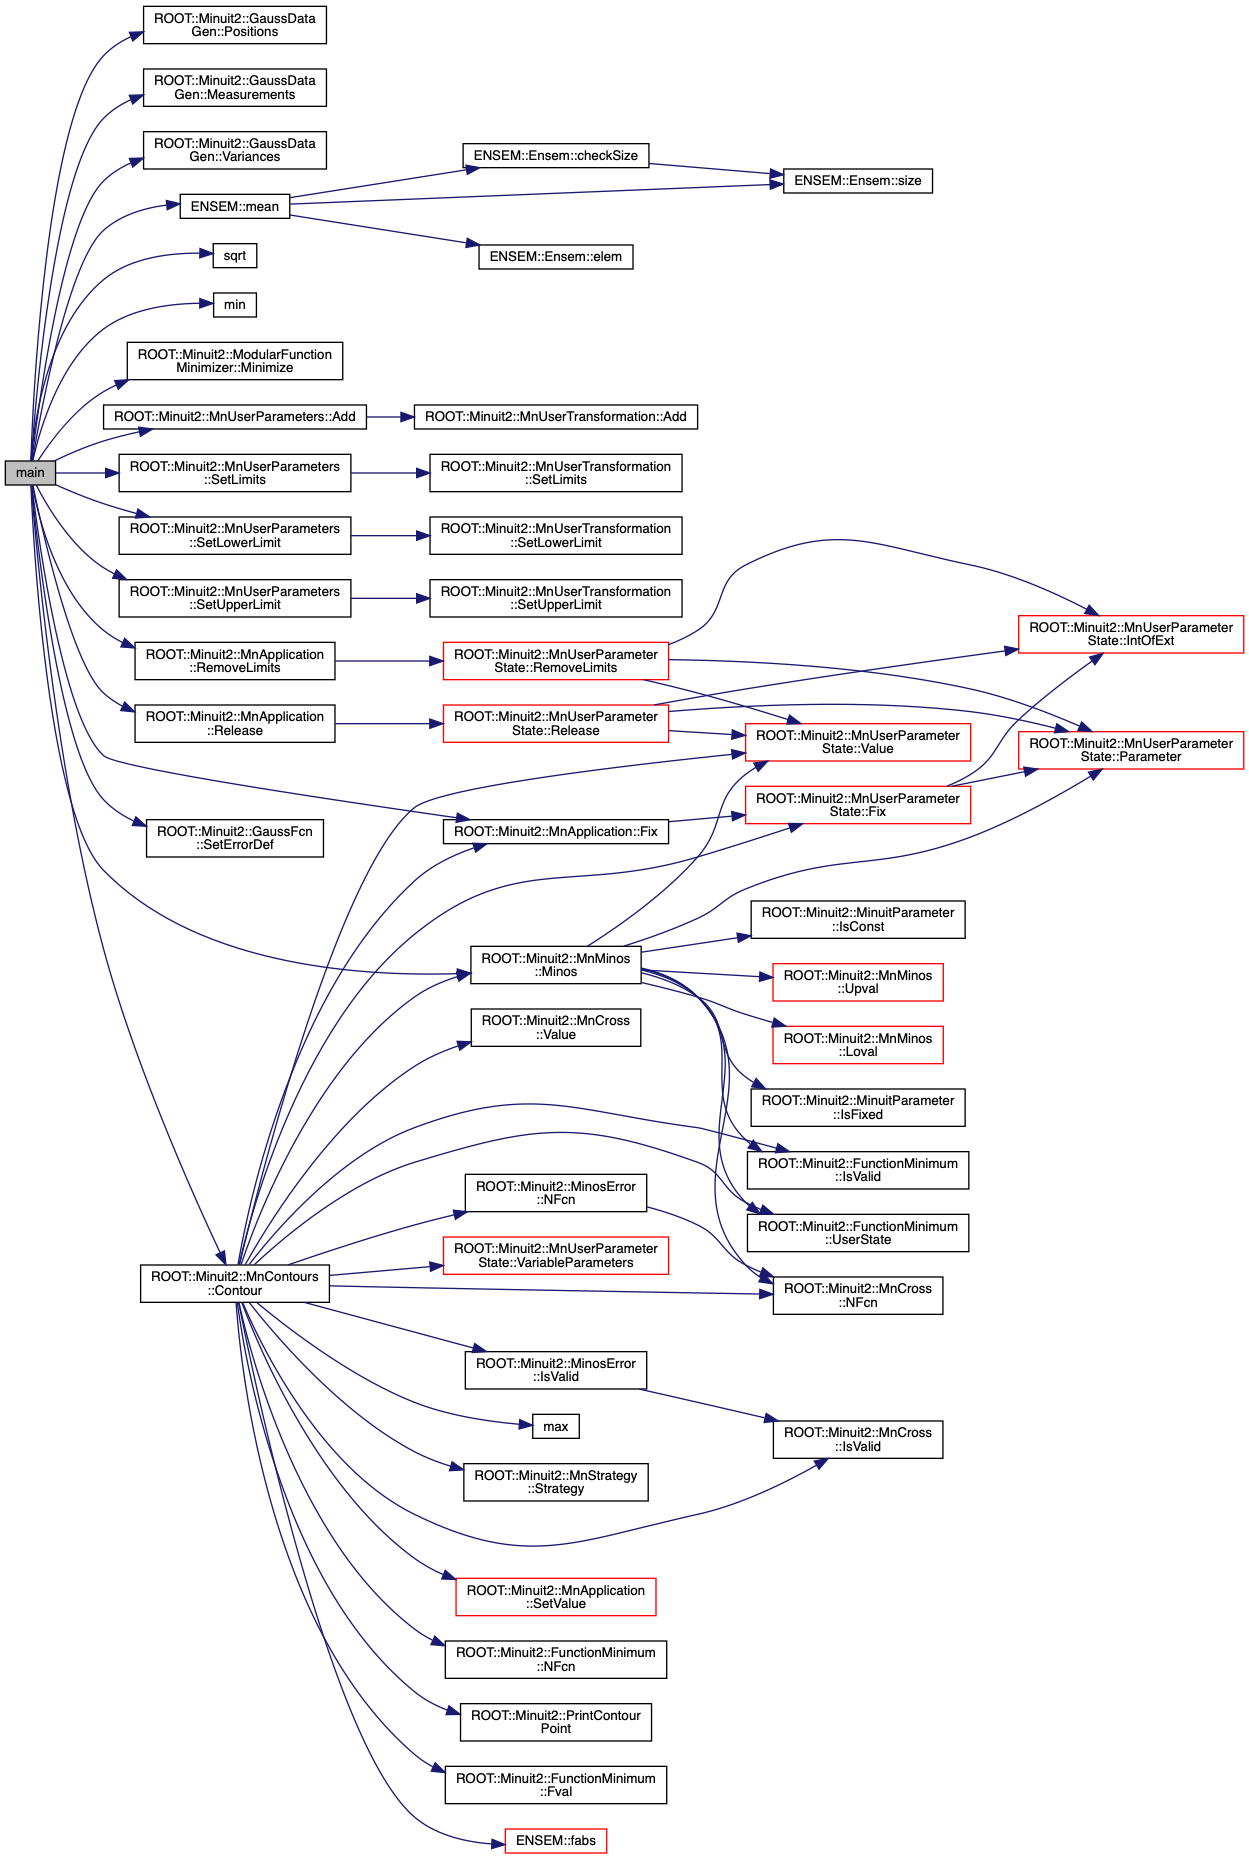 ROOT::Minuit2::GaussData
Gen::Positions
ROOT::Minuit2::GaussData
Gen::Measurements
ROOT::Minuit2::GaussData
Gen::Variances
ENSEM::Ensem::checkSize
ENSEM::Ensem::size
ENSEM::mean
sqrt
ENSEM::Ensem::elem
min
ROOT::Minuit2::ModularFunction
Minimizer::Minimize
ROOT::Minuit2::MnUserParameters::Add
ROOT::Minuit2::MnUserTransformation::Add
main
ROOT::Minuit2::MnUserParameters
::SetLimits
ROOT::Minuit2::MnUserTransformation
::SetLimits
ROOT::Minuit2::MnUserParameters
::SetLowerLimit
ROOT::Minuit2::MnUserTransformation
::SetLowerLimit
ROOT::Minuit2::MnUserParameters
::SetUpperLimit
ROOT::Minuit2::MnUserTransformation
::SetUpperLimit
ROOT::Minuit2::MnUserParameter
State::IntOfExt
ROOT::Minuit2::MnApplication
::RemoveLimits
ROOT::Minuit2::MnUserParameter
State::RemoveLimits
ROOT::Minuit2::MnApplication
::Release
ROOT::Minuit2::MnUserParameter
State::Release
ROOT::Minuit2::MnUserParameter
State::Value
ROOT::Minuit2::MnUserParameter
State::Parameter
ROOT::Minuit2::MnUserParameter
State::Fix
ROOT::Minuit2::GaussFcn
::SetErrorDef
ROOT::Minuit2::MnApplication::Fix
ROOT::Minuit2::MinuitParameter
::IsConst
ROOT::Minuit2::MnMinos
::Minos
ROOT::Minuit2::MnMinos
::Upval
ROOT::Minuit2::MnCross
::Value
ROOT::Minuit2::MnMinos
::Loval
ROOT::Minuit2::MinuitParameter
::IsFixed
ROOT::Minuit2::FunctionMinimum
::IsValid
ROOT::Minuit2::MinosError
::NFcn
ROOT::Minuit2::FunctionMinimum
::UserState
ROOT::Minuit2::MnUserParameter
State::VariableParameters
ROOT::Minuit2::MnContours
::Contour
ROOT::Minuit2::MnCross
::NFcn
ROOT::Minuit2::MinosError
::IsValid
max
ROOT::Minuit2::MnCross
::IsValid
ROOT::Minuit2::MnStrategy
::Strategy
ROOT::Minuit2::MnApplication
::SetValue
ROOT::Minuit2::FunctionMinimum
::NFcn
ROOT::Minuit2::PrintContour
Point
ROOT::Minuit2::FunctionMinimum
::Fval
ENSEM::fabs